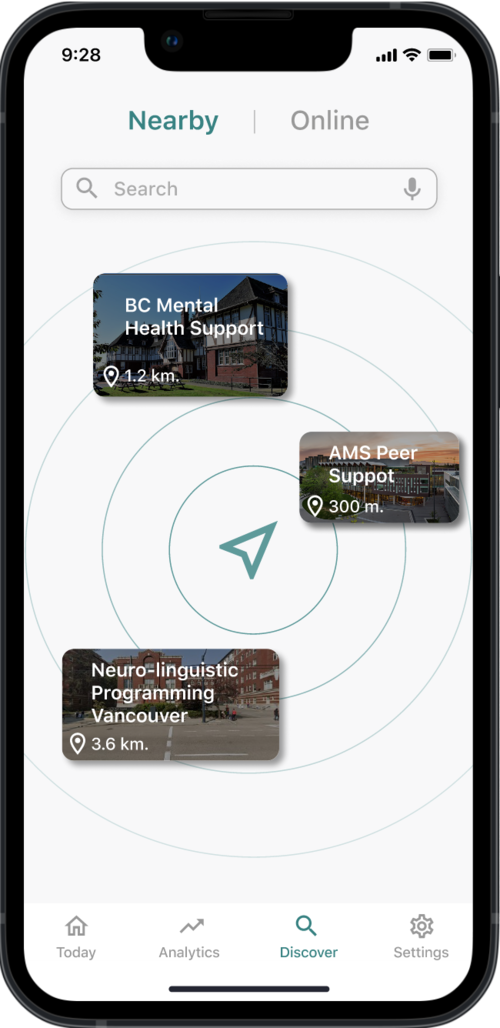 9:28
Nearby | Online
Search
BC Mental
Health Support
1.2 km.
AMS Peer
Suppot
300 m.
Neuro-linguistic
Programming
Vancouver
3.6 km.
Today Analytics Discover Settings